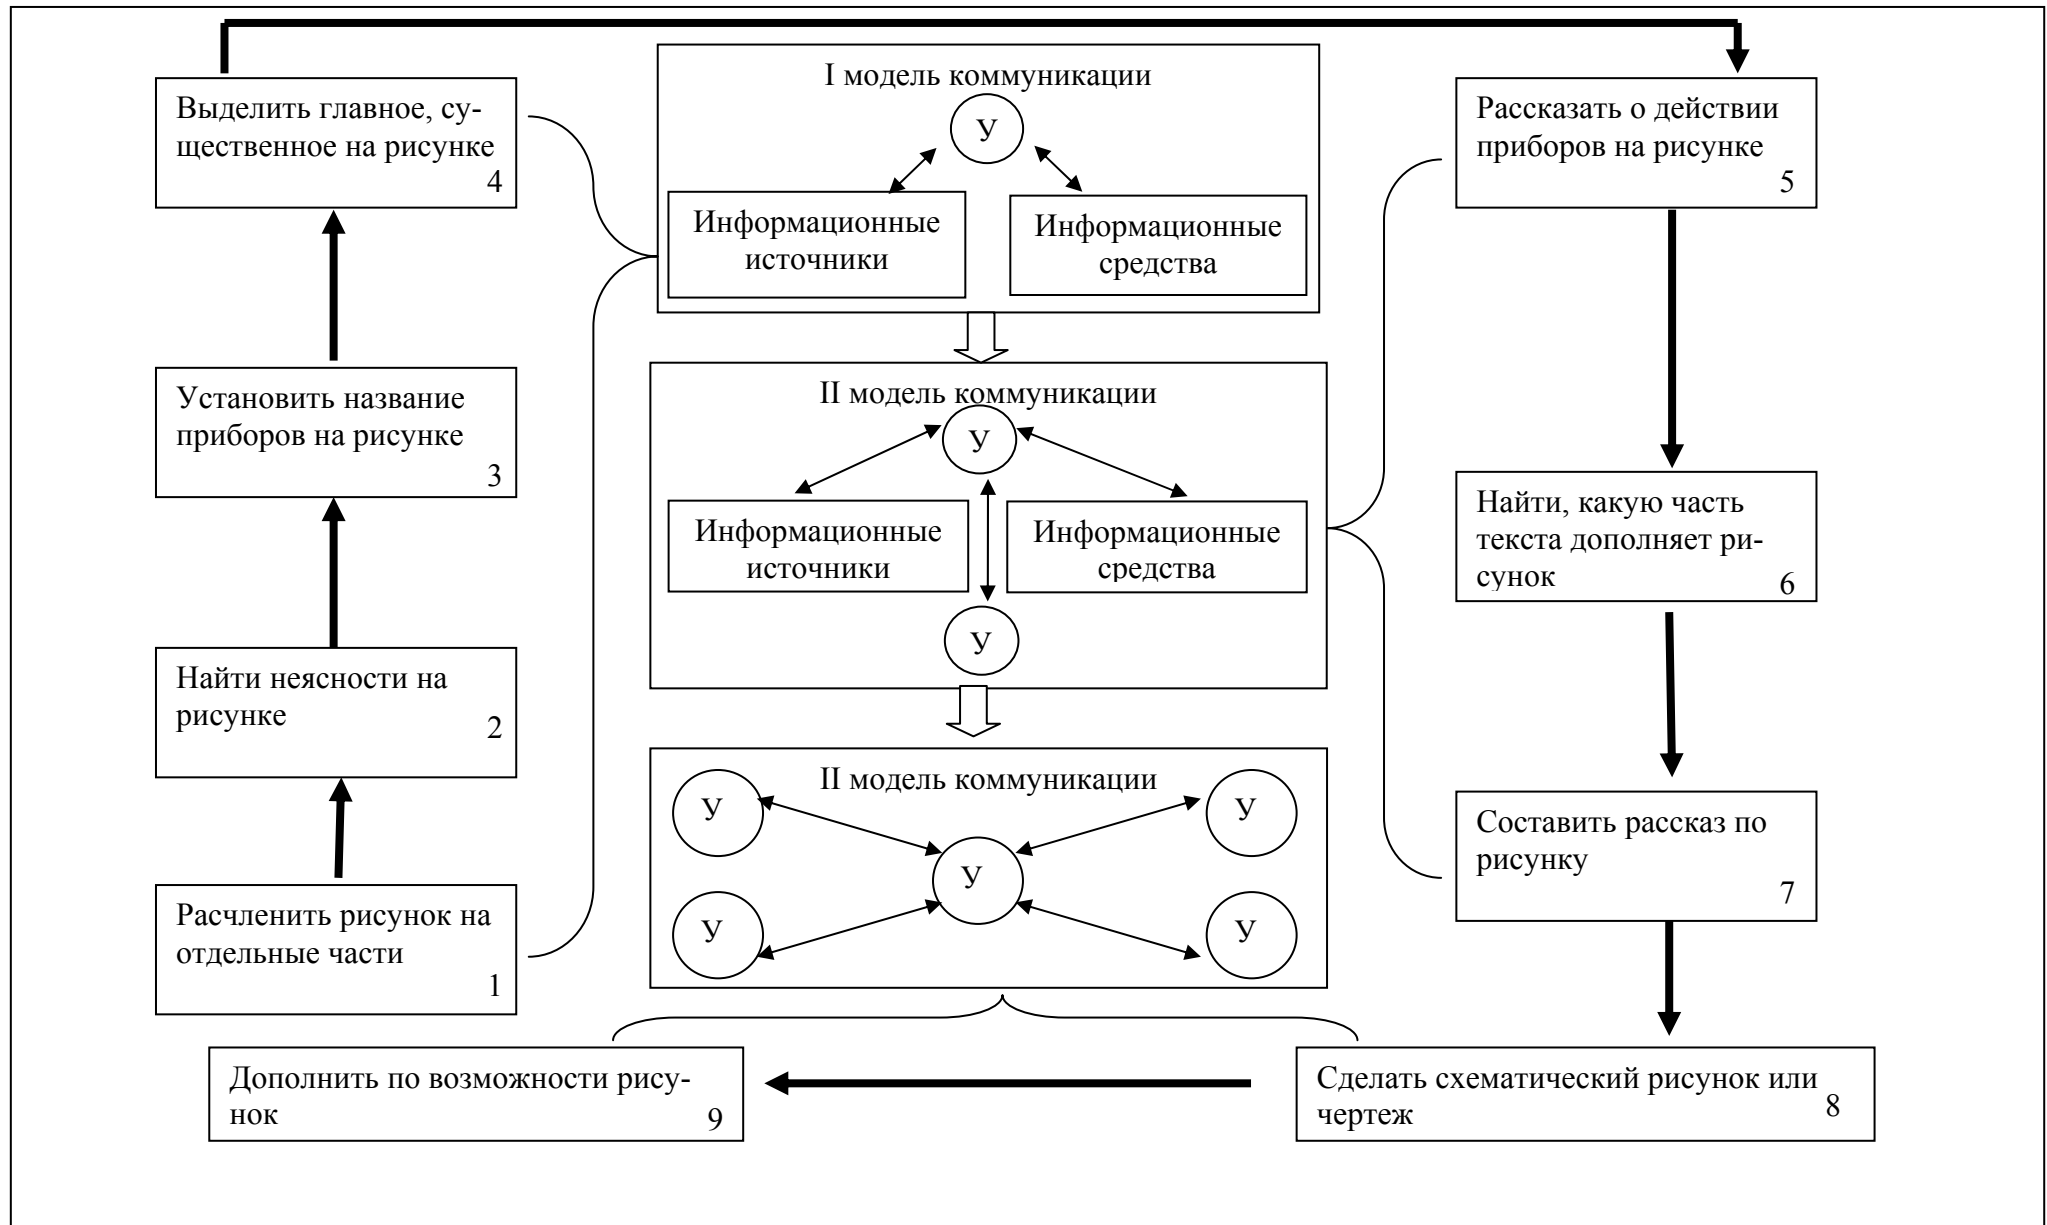 I модель коммуникации
У
Информационные
источники
Информационные
средства
Выделить главное, су-
щественное на рисунке
4
Рассказать о действии
приборов на рисунке
5
Установить название
приборов на рисунке
3
II модель коммуникации
У
Информационные
источники
Информационные
средства
У
Найти, какую часть
текста дополняет ри-
сунок
6
Найти неясности на
рисунке
2
II модель коммуникации
У
У
У
У
У
Составить рассказ по
рисунку
7
Расчленить рисунок на
отдельные части
1
Дополнить по возможности рису-
нок
9
Сделать схематический рисунок или
чертеж
8